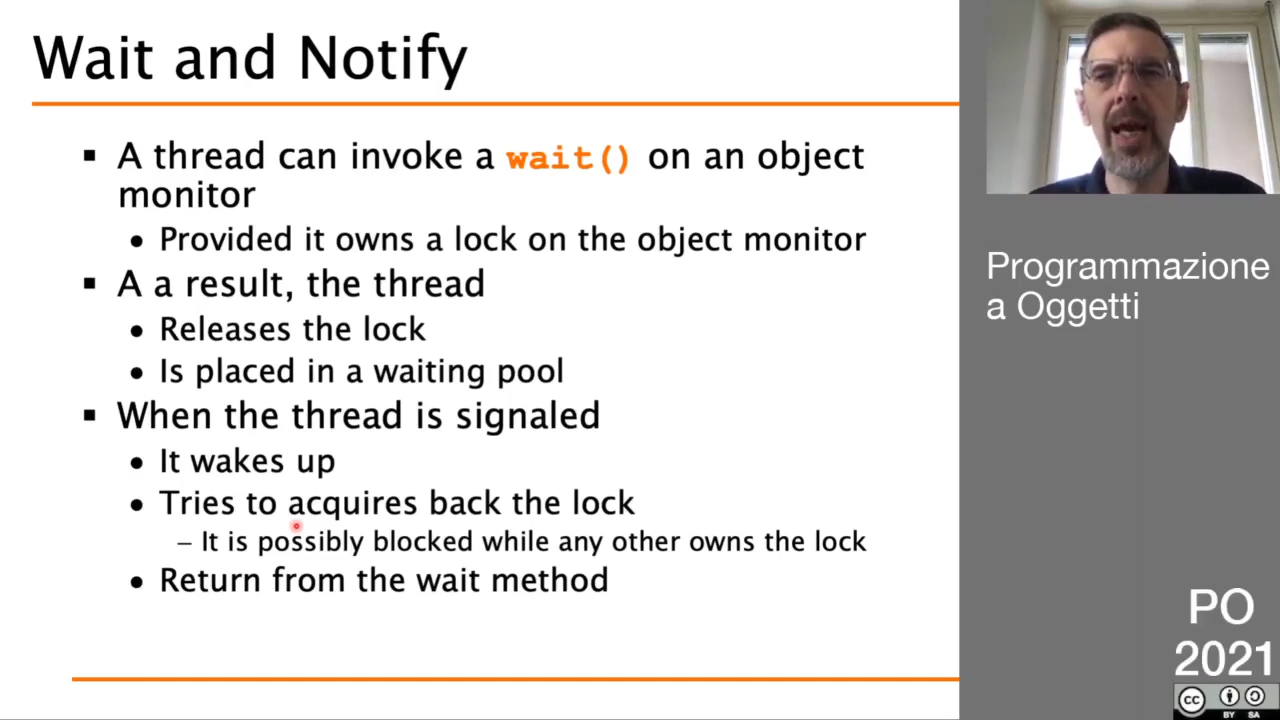 Wait and Notify
▪ A thread can invoke a wait() on an object
monitor
• Provided it owns a lock on the object monitor
▪ A a result, the thread
• Releases the lock
• Is placed in a waiting pool
▪ When the thread is signaled
• It wakes up
• Tries to acquires back the lock
– It is possibly blocked while any other owns the lock
• Return from the wait method
Programmazione
a Oggetti
PO
2021
cc
BY SA